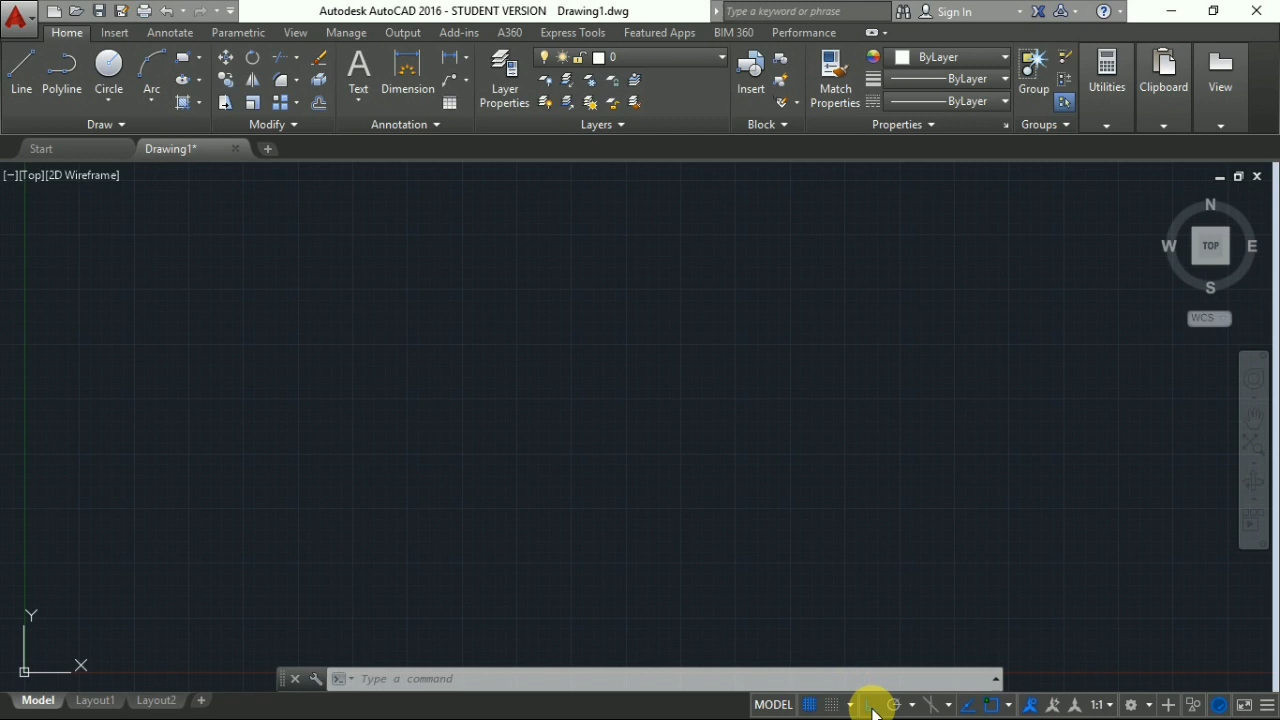 Autodesk AutoCAD 2016 - STUDENT VERSION Drawing1.dwg
Type a keyword or phrase
Sign In
Home Insert Annotate Parametric View Manage Output Add-ins A360 Express Tools Featured Apps BIM 360 Performance
0
ByLayer
ByLayer
ByLayer
Line Polyline Circle Arc
Text Dimension
Layer Properties
Insert
Match Properties
Group
Utilities
Clipboard
View
Draw Modify Annotation Layers Block Properties Groups
Start Drawing1*
[−][Top][2D Wireframe]
N
W TOP E
S
WCS
Y
X
Type a command
Model Layout1 Layout2
MODEL 1:1